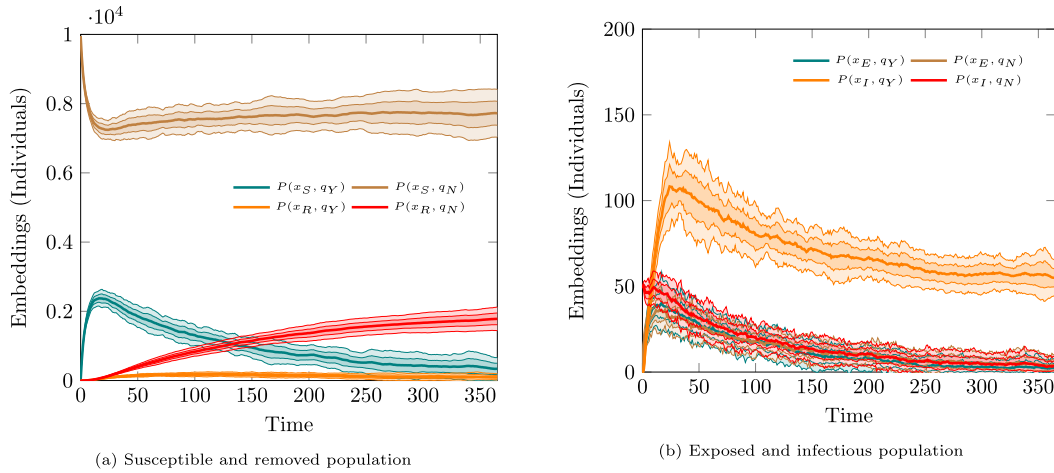 ·10⁴
1
0.8
0.6
0.4
0.2
0
0 50 100 150 200 250 300 350
Embeddings (Individuals)
Time
P(x_S, q_Y) P(x_S, q_N)
P(x_R, q_Y) P(x_R, q_N)
(a) Susceptible and removed population
200
150
100
50
0
0 50 100 150 200 250 300 350
Embeddings (Individuals)
Time
P(x_E, q_Y) P(x_E, q_N)
P(x_I, q_Y) P(x_I, q_N)
(b) Exposed and infectious population